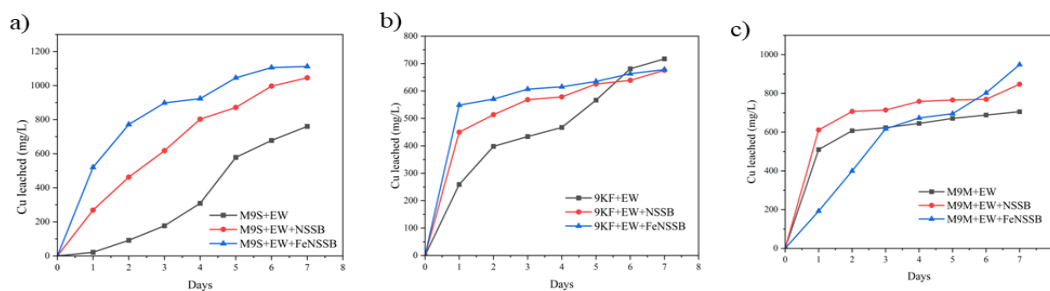 a)
Cu leached (mg/L)
1200
1000
800
600
400
200
0
0 1 2 3 4 5 6 7 8
Days
M9S+EW
M9S+EW+NSSB
M9S+EW+FeNSSB
b)
Cu leached (mg/L)
800
700
600
500
400
300
200
100
0
0 1 2 3 4 5 6 7 8
Days
9KF+EW
9KF+EW+NSSB
9KF+EW+FeNSSB
c)
Cu leached (mg/L)
1000
800
600
400
200
0
0 1 2 3 4 5 6 7 8
Days
M9M+EW
M9M+EW+NSSB
M9M+EW+FeNSSB